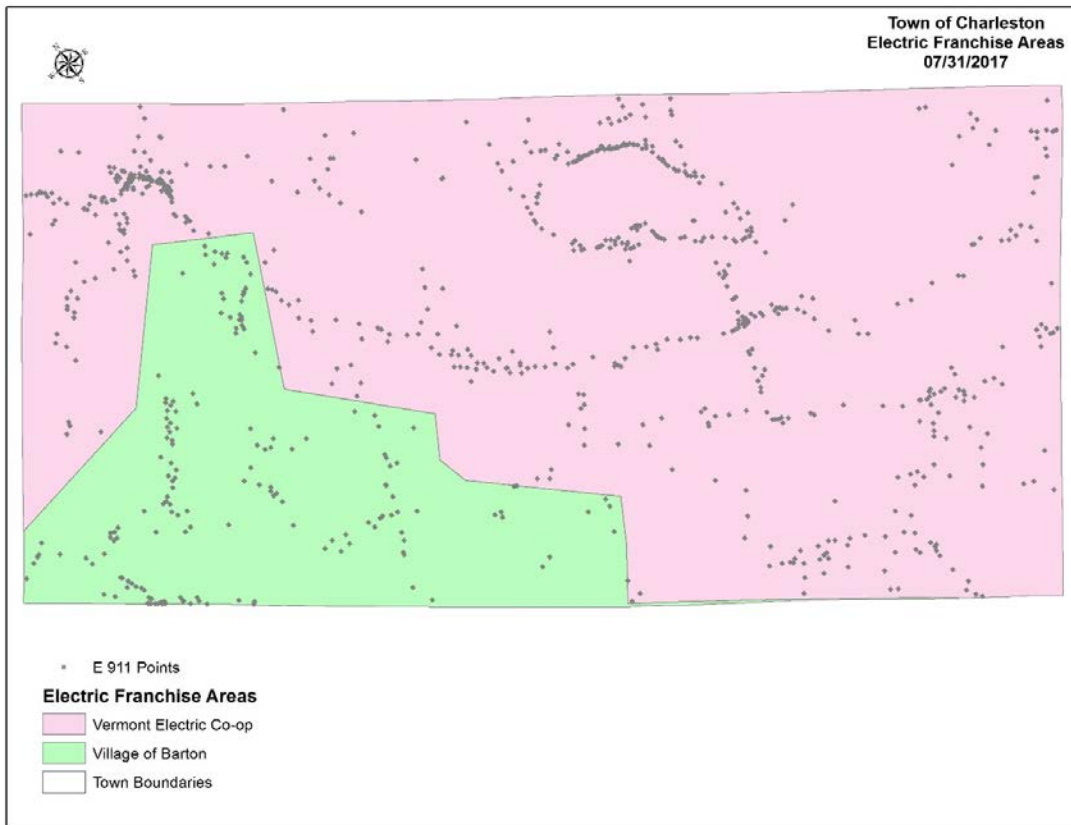 Town of Charleston
Electric Franchise Areas
07/31/2017
E 911 Points
Electric Franchise Areas
Vermont Electric Co-op
Village of Barton
Town Boundaries